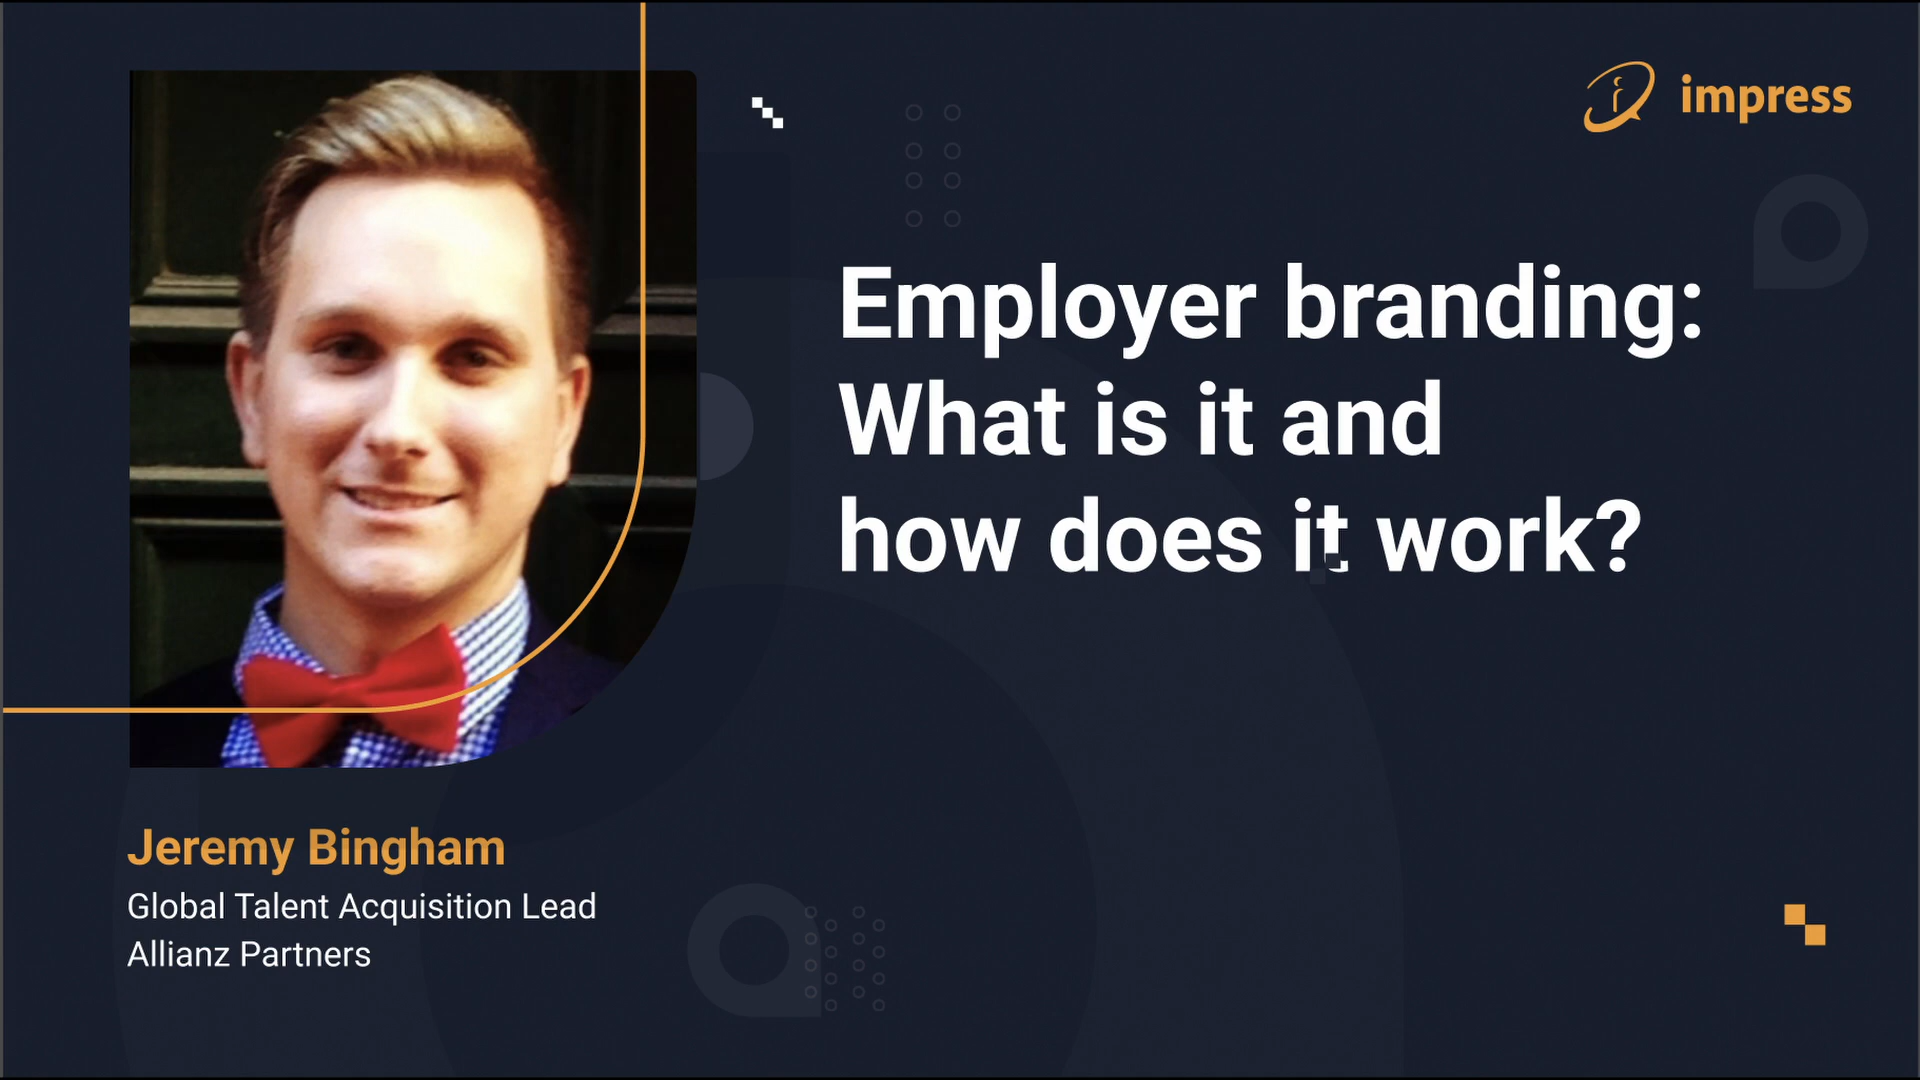 impress
Employer branding:
What is it and
how does it work?
Jeremy Bingham
Global Talent Acquisition Lead
Allianz Partners